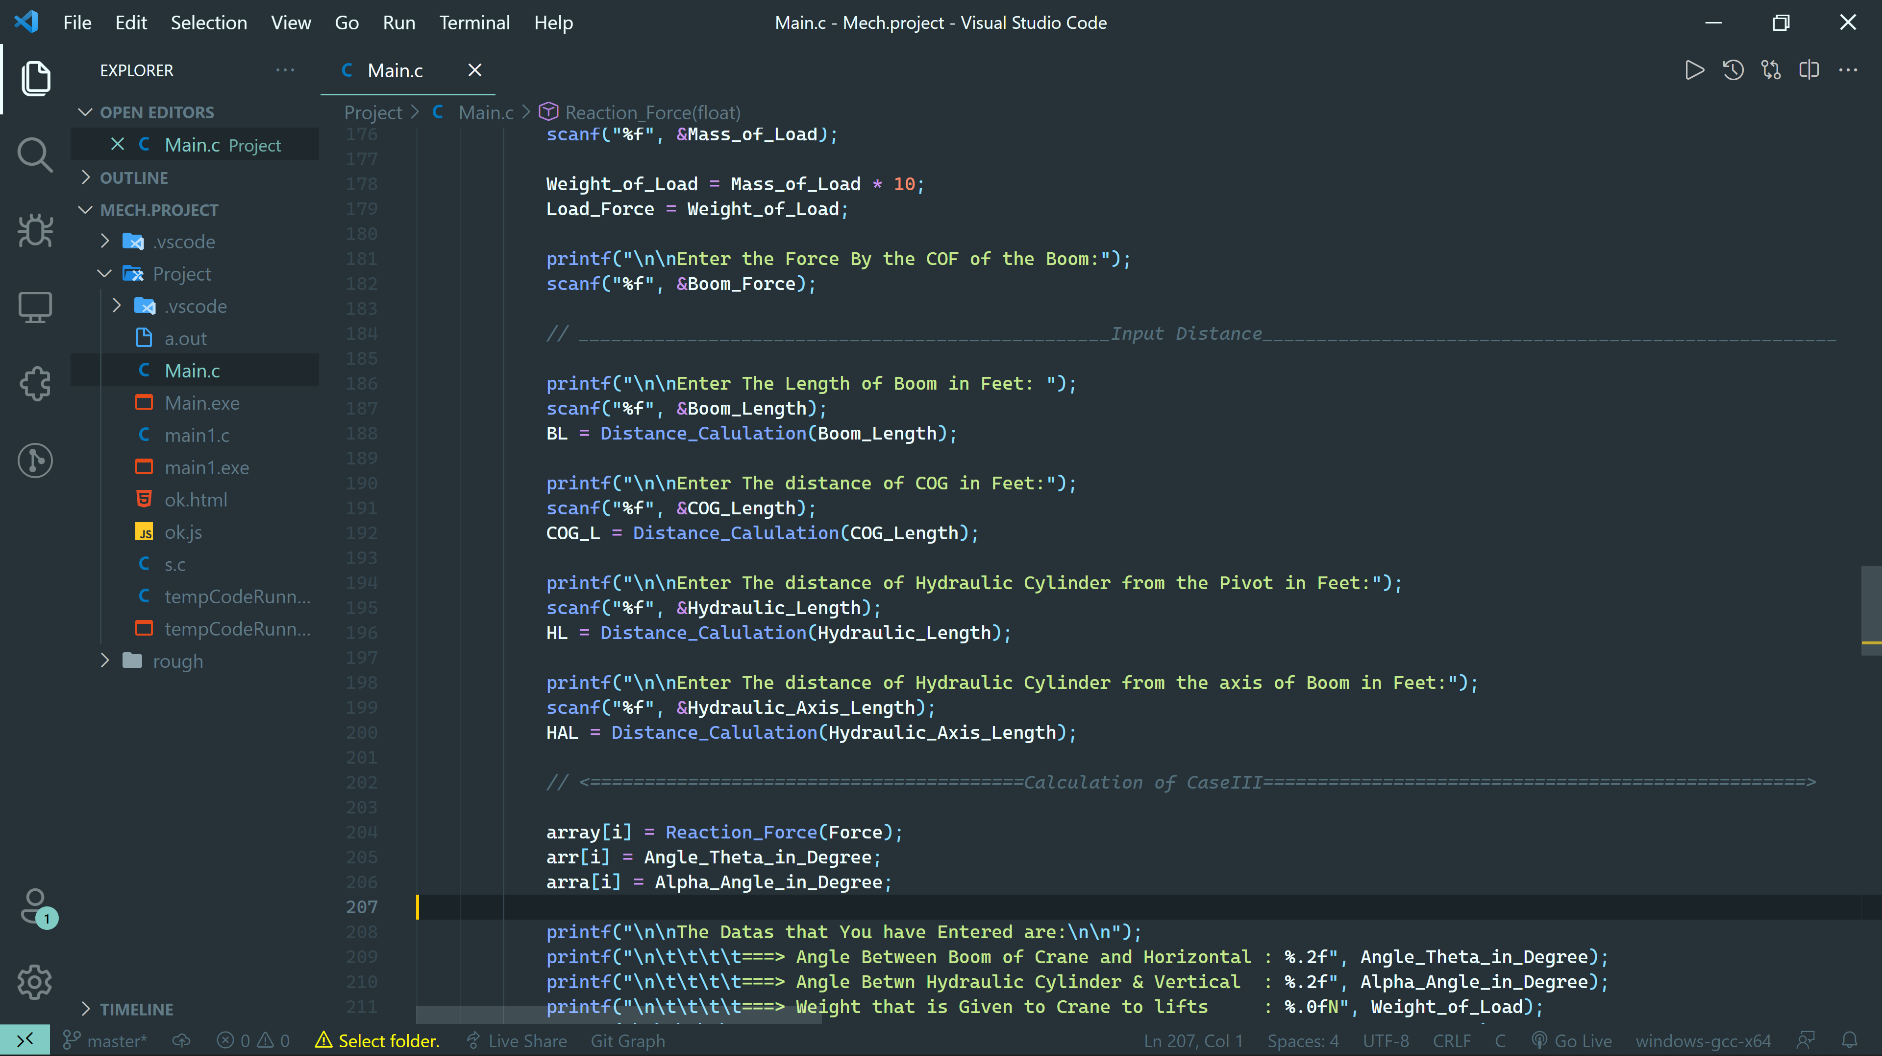 File Edit Selection View Go Run Terminal Help Main.c - Mech.project - Visual Studio Code
EXPLORER
OPEN EDITORS
Main.c Project
OUTLINE
MECH.PROJECT
.vscode
Project
.vscode
a.out
Main.c
Main.exe
main1.c
main1.exe
ok.html
JS ok.js
s.c
tempCodeRunn...
tempCodeRunn...
rough
TIMELINE
1
C Main.c
Project > C Main.c > Reaction_Force(float)
176 scanf("%f", &Mass_of_Load);
177
178 Weight_of_Load = Mass_of_Load * 10;
179 Load_Force = Weight_of_Load;
180
181 printf("\n\nEnter the Force By the COF of the Boom:");
182 scanf("%f", &Boom_Force);
183
184 // _________________________________________________Input Distance_____________________________________________________
185
186 printf("\n\nEnter The Length of Boom in Feet: ");
187 scanf("%f", &Boom_Length);
188 BL = Distance_Calulation(Boom_Length);
189
190 printf("\n\nEnter The distance of COG in Feet:");
191 scanf("%f", &COG_Length);
192 COG_L = Distance_Calulation(COG_Length);
193
194 printf("\n\nEnter The distance of Hydraulic Cylinder from the Pivot in Feet:");
195 scanf("%f", &Hydraulic_Length);
196 HL = Distance_Calulation(Hydraulic_Length);
197
198 printf("\n\nEnter The distance of Hydraulic Cylinder from the axis of Boom in Feet:");
199 scanf("%f", &Hydraulic_Axis_Length);
200 HAL = Distance_Calulation(Hydraulic_Axis_Length);
201
202 // <========================================Calculation of CaseIII==================================================>
203
204 array[i] = Reaction_Force(Force);
205 arr[i] = Angle_Theta_in_Degree;
206 arra[i] = Alpha_Angle_in_Degree;
207
208 printf("\n\nThe Datas that You have Entered are:\n\n");
209 printf("\n\t\t\t\t===> Angle Between Boom of Crane and Horizontal : %.2f", Angle_Theta_in_Degree);
210 printf("\n\t\t\t\t===> Angle Betwn Hydraulic Cylinder & Vertical : %.2f", Alpha_Angle_in_Degree);
211 printf("\n\t\t\t\t===> Weight that is Given to Crane to lifts : %.0fN", Weight_of_Load);
master* 0 0 Select folder. Live Share Git Graph Ln 207, Col 1 Spaces: 4 UTF-8 CRLF C Go Live windows-gcc-x64